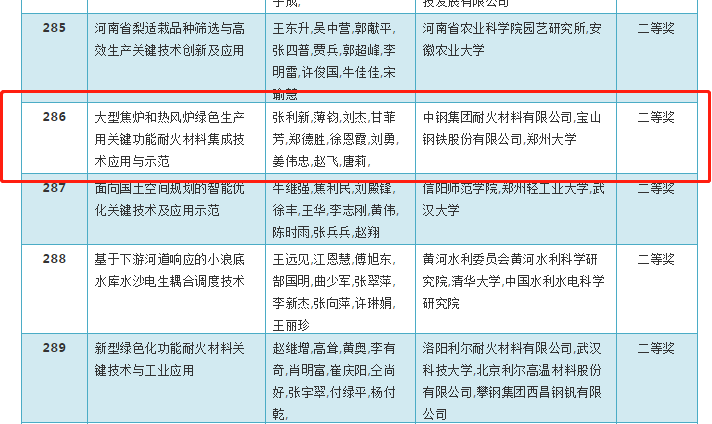 于成,
技发展有限公司
285
河南省梨适栽品种筛选与高
效生产关键技术创新及应用
王东升,吴中营,郭献平,
张四普,贾兵,郭超峰,李
明雷,许俊国,牛佳佳,宋
瑜慧
河南省农业科学院园艺研究所,安
徽农业大学
二等奖
286
大型焦炉和热风炉绿色生产
用关键功能耐火材料集成技
术应用与示范
张利新,薄钧,刘杰,甘菲
芳,郑德胜,徐恩霞,刘勇,
姜伟忠,赵飞,唐莉,
中钢集团耐火材料有限公司,宝山
钢铁股份有限公司,郑州大学
二等奖
287
面向国土空间规划的智能优
化关键技术及应用示范
牛继强,焦利民,刘殿锋,
徐丰,王华,李志刚,黄伟,
陈时雨,张兵兵,赵翔
信阳师范学院,郑州轻工业大学,武
汉大学
二等奖
288
基于下游河道响应的小浪底
水库水沙电生耦合调度技术
王远见,江恩慧,傅旭东,
郜国明,曲少军,张翠萍,
李新杰,张向萍,许琳娟,
王丽珍
黄河水利委员会黄河水利科学研
究院,清华大学,中国水利水电科学
研究院
二等奖
289
新型绿色化功能耐火材料关
键技术与工业应用
赵继增,高耸,黄奥,李有
奇,肖明富,崔庆阳,仝尚
好,张宇翠,付绿平,杨付
乾,
洛阳利尔耐火材料有限公司,武汉
科技大学,北京利尔高温材料股份
有限公司,攀钢集团西昌钢钒有限
公司
二等奖